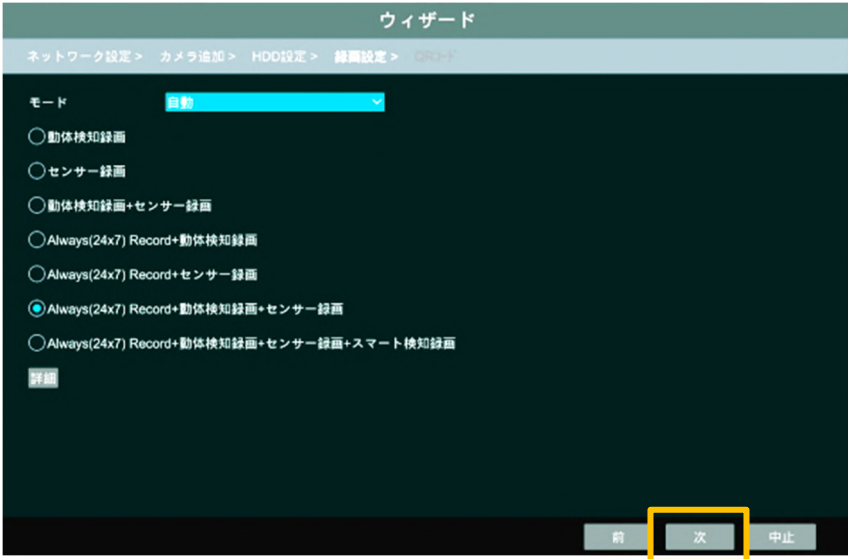 ウィザード
ネットワーク設定 > カメラ追加 > HDD設定 > 録画設定 > QRコード
モード 自動
動体検知録画
センサー録画
動体検知録画+センサー録画
Always(24x7) Record+動体検知録画
Always(24x7) Record+センサー録画
Always(24x7) Record+動体検知録画+センサー録画
Always(24x7) Record+動体検知録画+センサー録画+スマート検知録画
詳細
前 次 中止